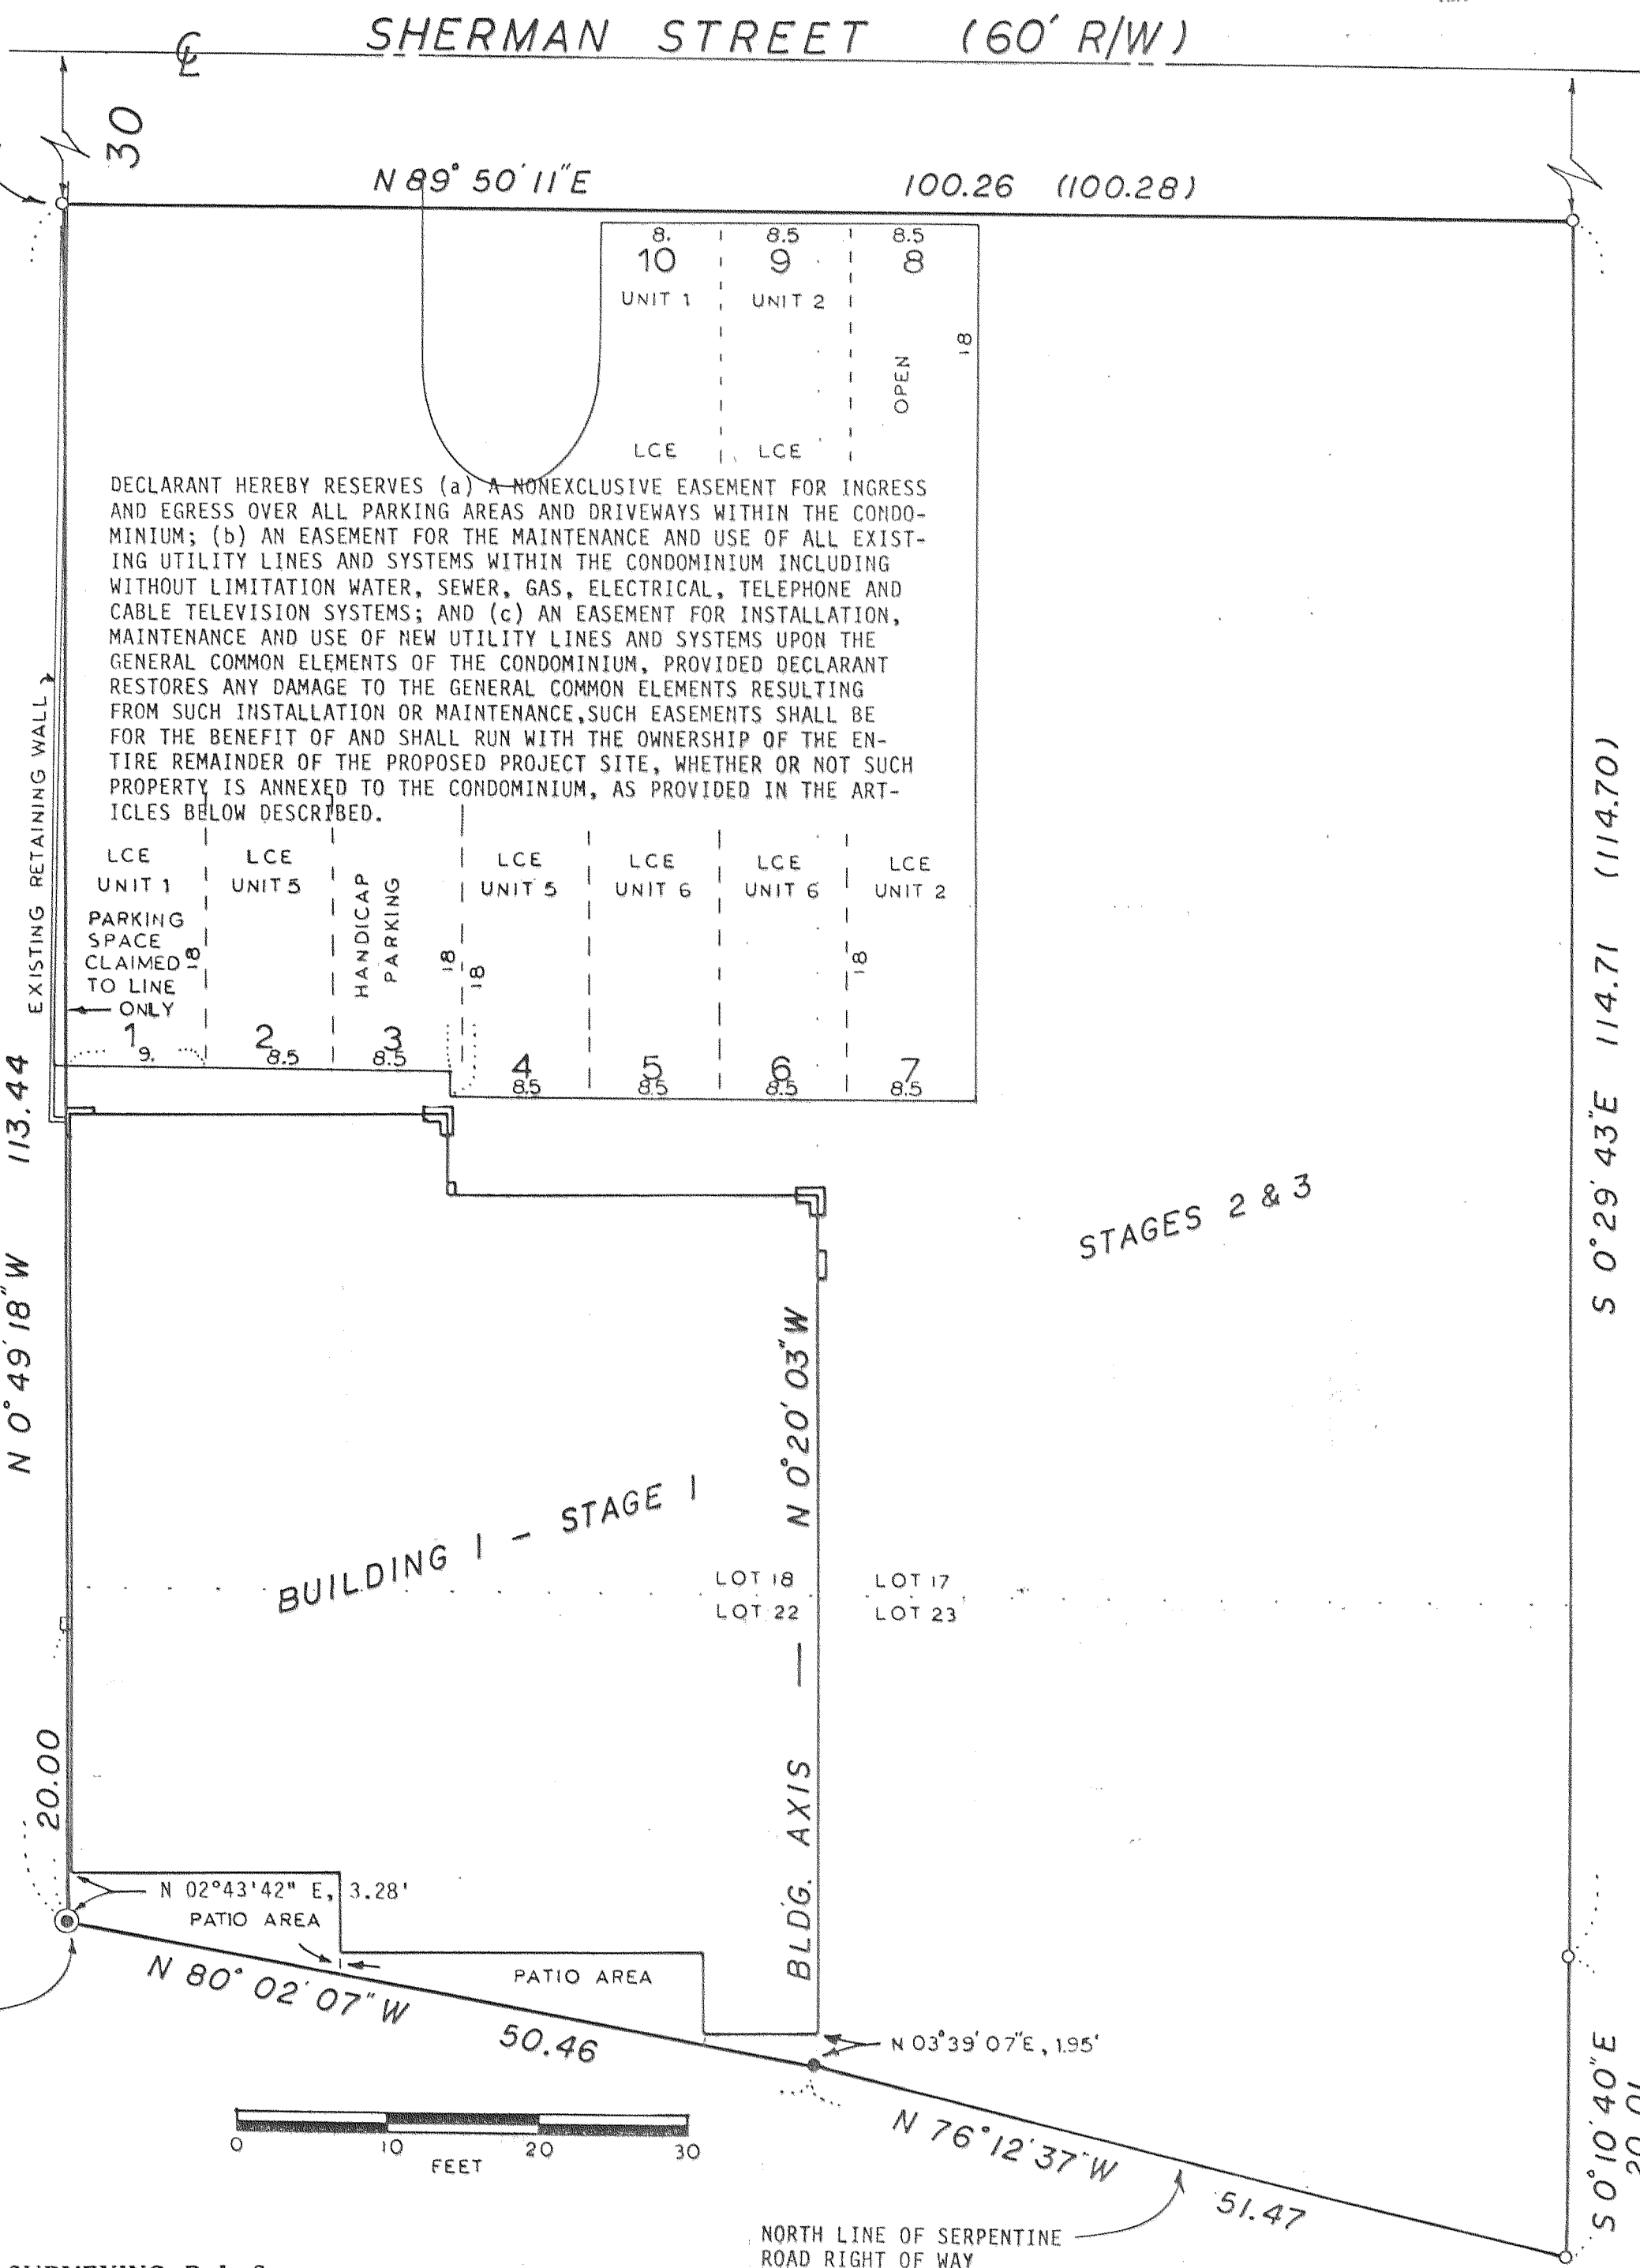 SHERMAN STREET (60' R/W)
℄
30
N 89° 50' 11" E 100.26 (100.28)
8. 8.5 8.5
10 9 8
UNIT 1 UNIT 2
18
OPEN
LCE LCE
DECLARANT HEREBY RESERVES (a) A NONEXCLUSIVE EASEMENT FOR INGRESS
AND EGRESS OVER ALL PARKING AREAS AND DRIVEWAYS WITHIN THE CONDO-
MINIUM; (b) AN EASEMENT FOR THE MAINTENANCE AND USE OF ALL EXIST-
ING UTILITY LINES AND SYSTEMS WITHIN THE CONDOMINIUM INCLUDING
WITHOUT LIMITATION WATER, SEWER, GAS, ELECTRICAL, TELEPHONE AND
CABLE TELEVISION SYSTEMS; AND (c) AN EASEMENT FOR INSTALLATION,
MAINTENANCE AND USE OF NEW UTILITY LINES AND SYSTEMS UPON THE
GENERAL COMMON ELEMENTS OF THE CONDOMINIUM, PROVIDED DECLARANT
RESTORES ANY DAMAGE TO THE GENERAL COMMON ELEMENTS RESULTING
FROM SUCH INSTALLATION OR MAINTENANCE,SUCH EASEMENTS SHALL BE
FOR THE BENEFIT OF AND SHALL RUN WITH THE OWNERSHIP OF THE EN-
TIRE REMAINDER OF THE PROPOSED PROJECT SITE, WHETHER OR NOT SUCH
PROPERTY IS ANNEXED TO THE CONDOMINIUM, AS PROVIDED IN THE ART-
ICLES BELOW DESCRIBED.
EXISTING RETAINING WALL
LCE LCE LCE LCE LCE LCE
UNIT 1 UNIT 5 UNIT 5 UNIT 6 UNIT 6 UNIT 2
HANDICAP
PARKING
PARKING
SPACE
CLAIMED
TO LINE
ONLY
18 18 18 18
1 2 3 4 5 6 7
9. 8.5 8.5 8.5 8.5 8.5 8.5
N 0° 49' 18" W 113.44
S 0° 29' 43" E 114.71 (114.70)
STAGES 2 & 3
BUILDING 1 - STAGE 1
BLDG. AXIS — N 0° 20' 03" W
LOT 18 LOT 17
LOT 22 LOT 23
20.00
N 02°43'42" E, 3.28'
PATIO AREA
PATIO AREA
N 80° 02' 07" W
50.46
N 03° 39' 07" E, 1.95'
N 76° 12' 37" W
51.47
S 0° 10' 40" E
20.01
0 10 20 30
FEET
NORTH LINE OF SERPENTINE
ROAD RIGHT OF WAY